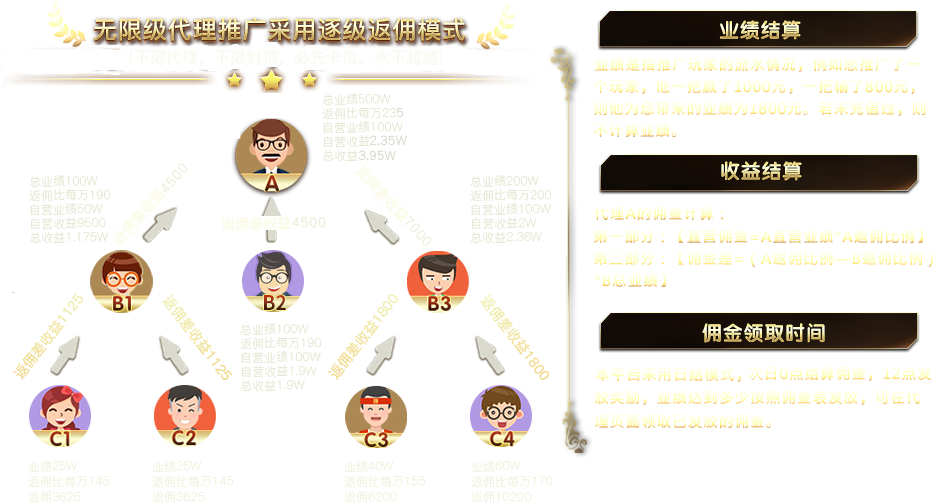 无限级代理推广采用逐级返佣模式
(不限代理，不限封顶，必先卡位，永不超越)
总业绩500W
返佣比每万235
自营业绩100W
自营收益2.35W
总收益3.95W
A
总业绩100W
返佣比每万190
自营业绩50W
自营收益9500
总收益1.175W
返佣差收益4500
返佣差收益4500
返佣差收益7000
总业绩200W
返佣比每万200
自营业绩100W
自营收益2W
总收益2.36W
B1
B2
B3
总业绩100W
返佣比每万190
自营业绩100W
自营收益1.9W
总收益1.9W
返佣差收益1125
返佣差收益1125
返佣差收益1800
返佣差收益1800
C1
C2
C3
C4
业绩25W
返佣每万145
返佣3625
业绩25W
返佣每万145
返佣3625
业绩40W
返佣每万155
返佣6200
业绩60W
返佣每万170
返佣10200
业绩结算
业绩是指推广玩家的流水情况，例如您推广了一
个玩家，他一把赢了1000元，一把输了800元，
则他为您带来的业绩为1800元。若未充值过，则
不计算业绩。
收益结算
代理A的佣金计算：
第一部分：【直营佣金=A直营业绩*A返佣比例】
第二部分：【佣金差=（A返佣比例—B返佣比例）
*B总业绩】
佣金领取时间
本平台采用日结模式，次日0点结算佣金，12点发
放奖励，业绩达到多少按照佣金表发放，可在代
理页面领取已发放的佣金。